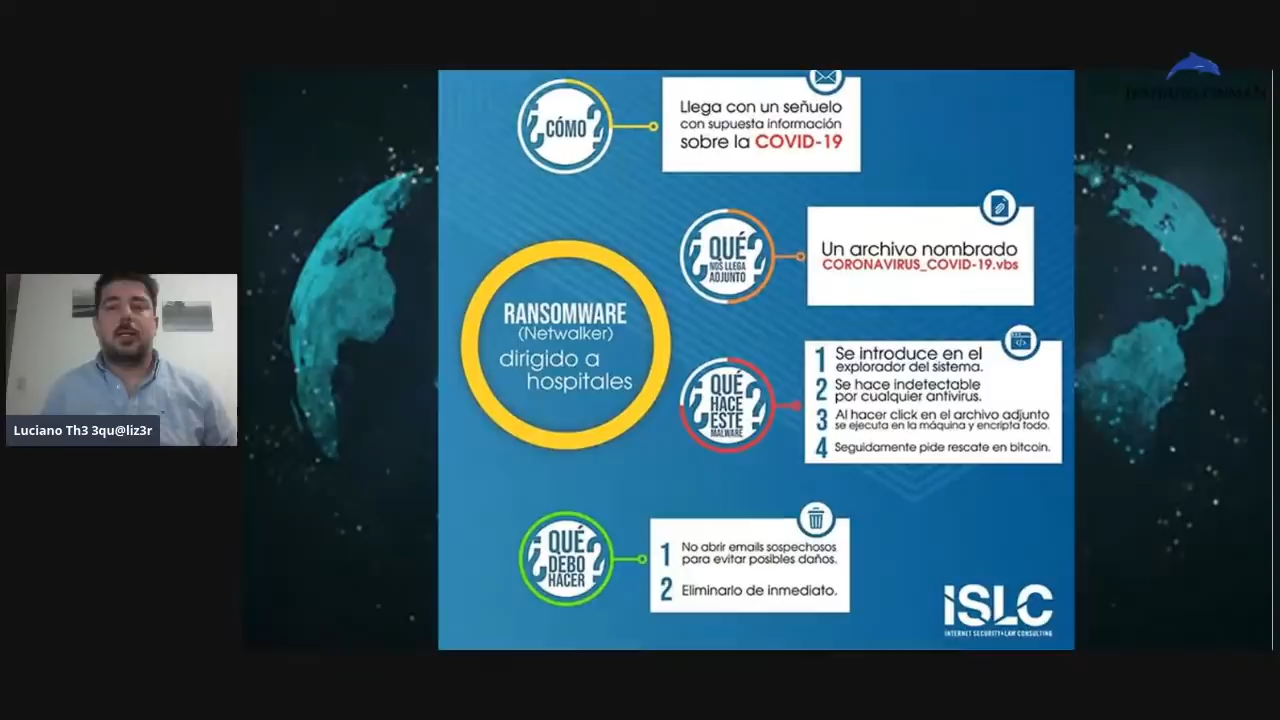 ¿CÓMO?
Llega con un señuelo
con supuesta información
sobre la COVID-19
¿QUÉ
NOS LLEGA
ADJUNTO?
Un archivo nombrado
CORONAVIRUS_COVID-19.vbs
RANSOMWARE
(Netwalker)
dirigido a
hospitales
¿QUÉ
HACE
ESTE
MALWARE?
1 Se introduce en el
explorador del sistema.
2 Se hace indetectable
por cualquier antivirus.
3 Al hacer click en el archivo adjunto
se ejecuta en la máquina y encripta todo.
4 Seguidamente pide rescate en bitcoin.
Luciano Th3 3qu@liz3r
¿QUÉ
DEBO
HACER?
1 No abrir emails sospechosos
para evitar posibles daños.
2 Eliminarlo de inmediato.
iSLC
INTERNET SECURITY+LAW CONSULTING